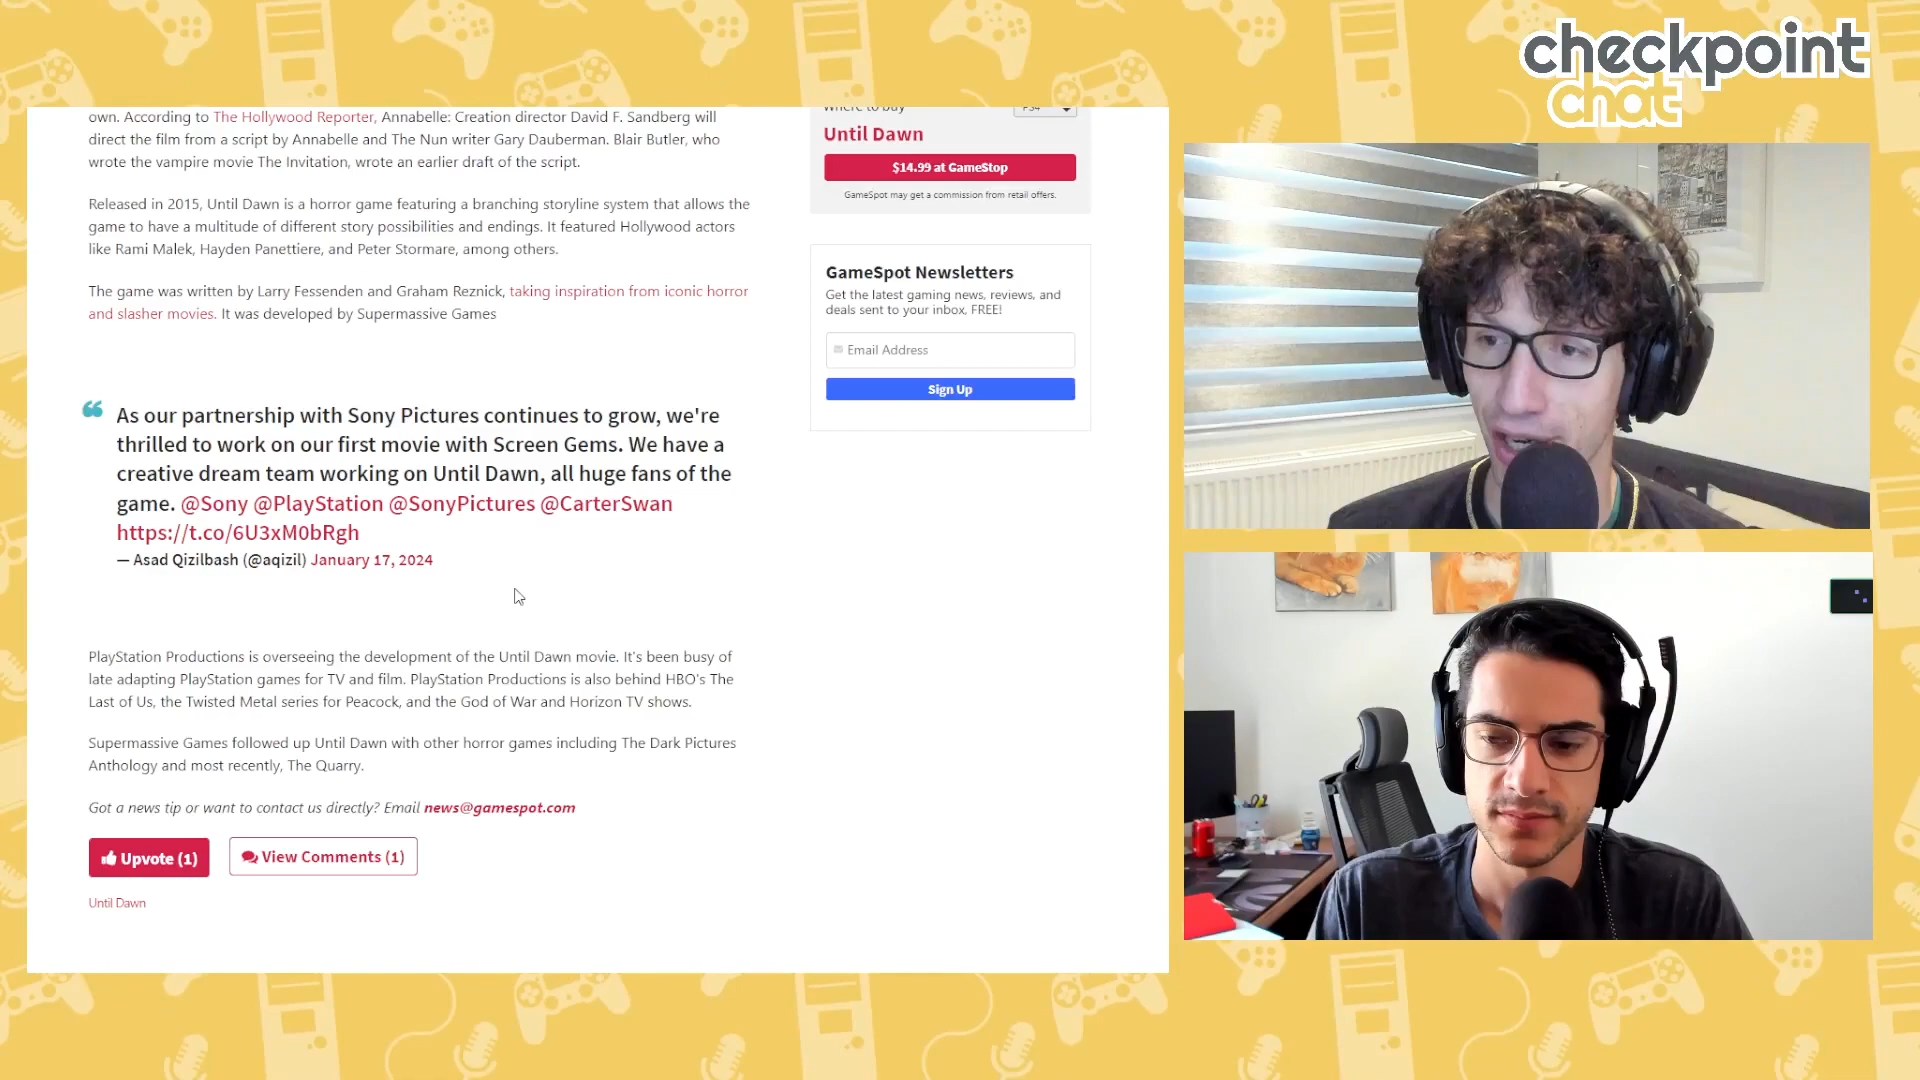 checkpoint
chat
own. According to The Hollywood Reporter, Annabelle: Creation director David F. Sandberg will
direct the film from a script by Annabelle and The Nun writer Gary Dauberman. Blair Butler, who
wrote the vampire movie The Invitation, wrote an earlier draft of the script.
Released in 2015, Until Dawn is a horror game featuring a branching storyline system that allows the
game to have a multitude of different story possibilities and endings. It featured Hollywood actors
like Rami Malek, Hayden Panettiere, and Peter Stormare, among others.
The game was written by Larry Fessenden and Graham Reznick, taking inspiration from iconic horror
and slasher movies. It was developed by Supermassive Games
“ As our partnership with Sony Pictures continues to grow, we're
thrilled to work on our first movie with Screen Gems. We have a
creative dream team working on Until Dawn, all huge fans of the
game. @Sony @PlayStation @SonyPictures @CarterSwan
https://t.co/6U3xM0bRgh
— Asad Qizilbash (@aqizil) January 17, 2024
PlayStation Productions is overseeing the development of the Until Dawn movie. It's been busy of
late adapting PlayStation games for TV and film. PlayStation Productions is also behind HBO's The
Last of Us, the Twisted Metal series for Peacock, and the God of War and Horizon TV shows.
Supermassive Games followed up Until Dawn with other horror games including The Dark Pictures
Anthology and most recently, The Quarry.
Got a news tip or want to contact us directly? Email news@gamespot.com
Upvote (1) View Comments (1)
Until Dawn
Where to buy PS4
Until Dawn
$14.99 at GameStop
GameSpot may get a commission from retail offers.
GameSpot Newsletters
Get the latest gaming news, reviews, and
deals sent to your inbox, FREE!
Email Address
Sign Up